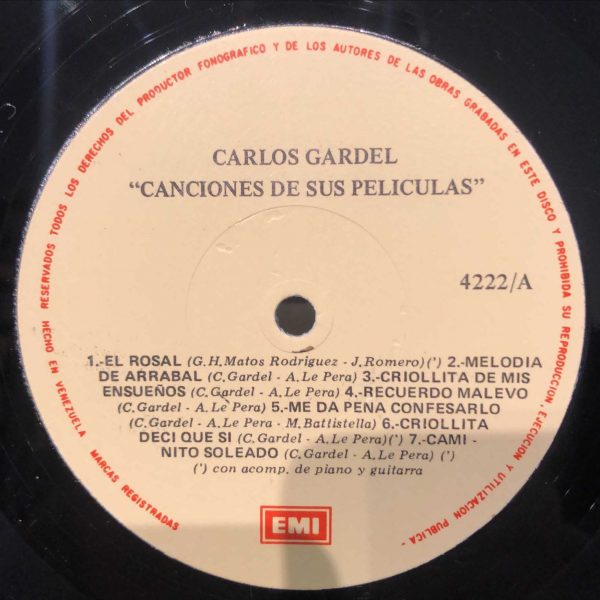 RESERVADOS TODOS LOS DERECHOS DEL PRODUCTOR FONOGRAFICO Y DE LOS AUTORES DE LAS OBRAS GRABADAS EN ESTE DISCO Y PROHIBIDA SU REPRODUCCION, EJECUCION Y UTILIZACION PUBLICA -
CARLOS GARDEL
"CANCIONES DE SUS PELICULAS"
4222/A
1.-EL ROSAL (G.H.Matos Rodriguez - J.Romero)(') 2.-MELODIA
DE ARRABAL (C.Gardel - A.Le Pera) 3.-CRIOLLITA DE MIS
ENSUEÑOS (C.Gardel - A.Le Pera) 4.-RECUERDO MALEVO
(C.Gardel - A.Le Pera) 5.-ME DA PENA CONFESARLO
(C.Gardel - A.Le Pera - M.Battistella) 6.-CRIOLLITA
DECI QUE SI (C.Gardel - A.Le Pera)(') 7.-CAMI -
NITO SOLEADO (C.Gardel - A.Le Pera) (')
(') con acomp. de piano y guitarra
EMI
HECHO EN VENEZUELA MARCAS REGISTRADAS